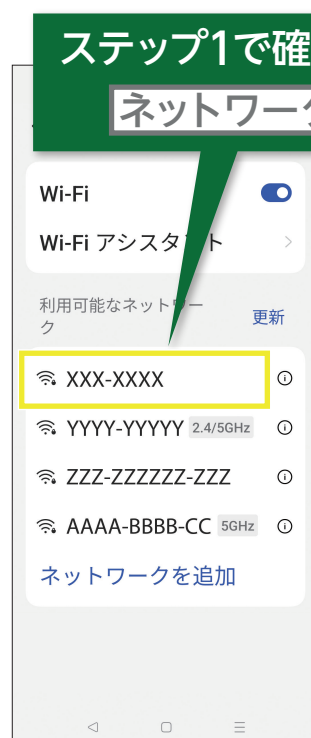 ステップ1で確
ネットワーク
Wi-Fi
Wi-Fi アシスタント
利用可能なネットワー
ク
更新
XXX-XXXX
YYYY-YYYYY 2.4/5GHz
ZZZ-ZZZZZZ-ZZZ
AAAA-BBBB-CC 5GHz
ネットワークを追加